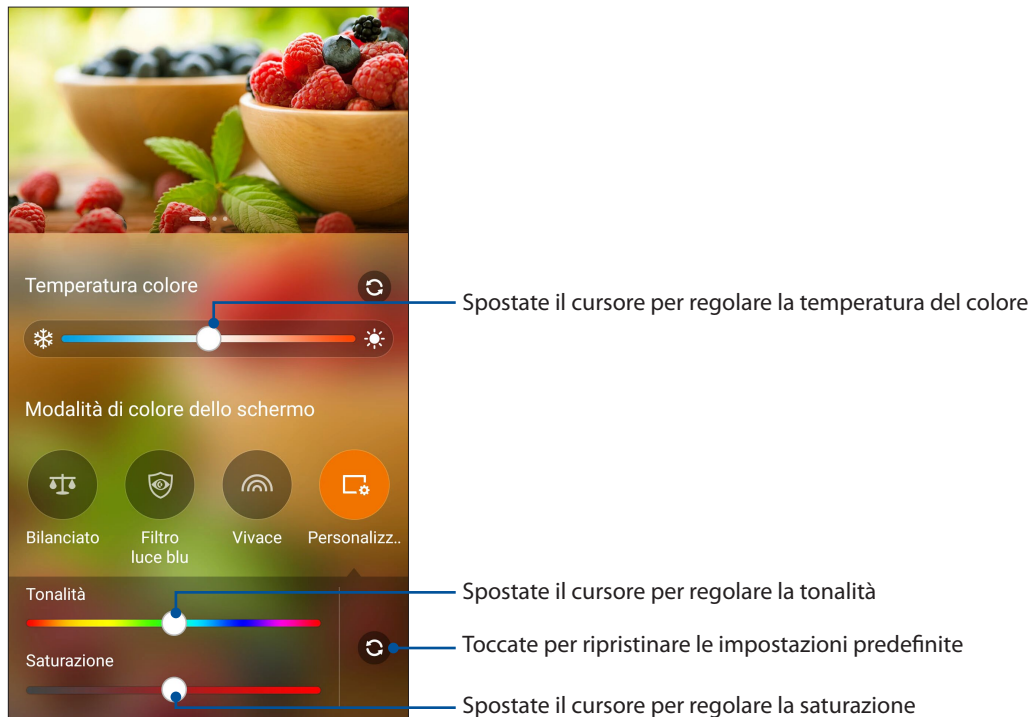 Temperatura colore
Spostate il cursore per regolare la temperatura del colore
Modalità di colore dello schermo
Bilanciato
Filtro
luce blu
Vivace
Personalizz..
Tonalità
Spostate il cursore per regolare la tonalità
Toccate per ripristinare le impostazioni predefinite
Saturazione
Spostate il cursore per regolare la saturazione